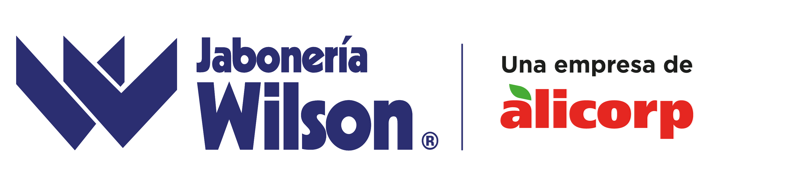 Jabonería
Wilson®
Una empresa de
alicorp